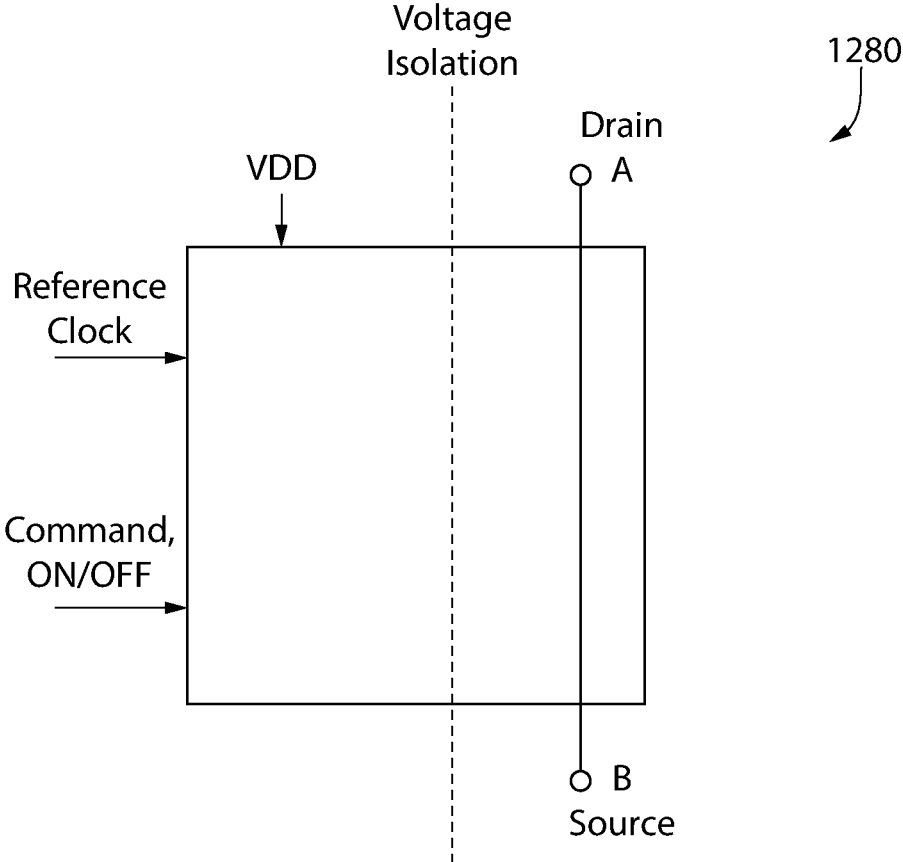 Voltage
Isolation
1280
Drain
A
VDD
Reference
Clock
Command,
ON/OFF
B
Source